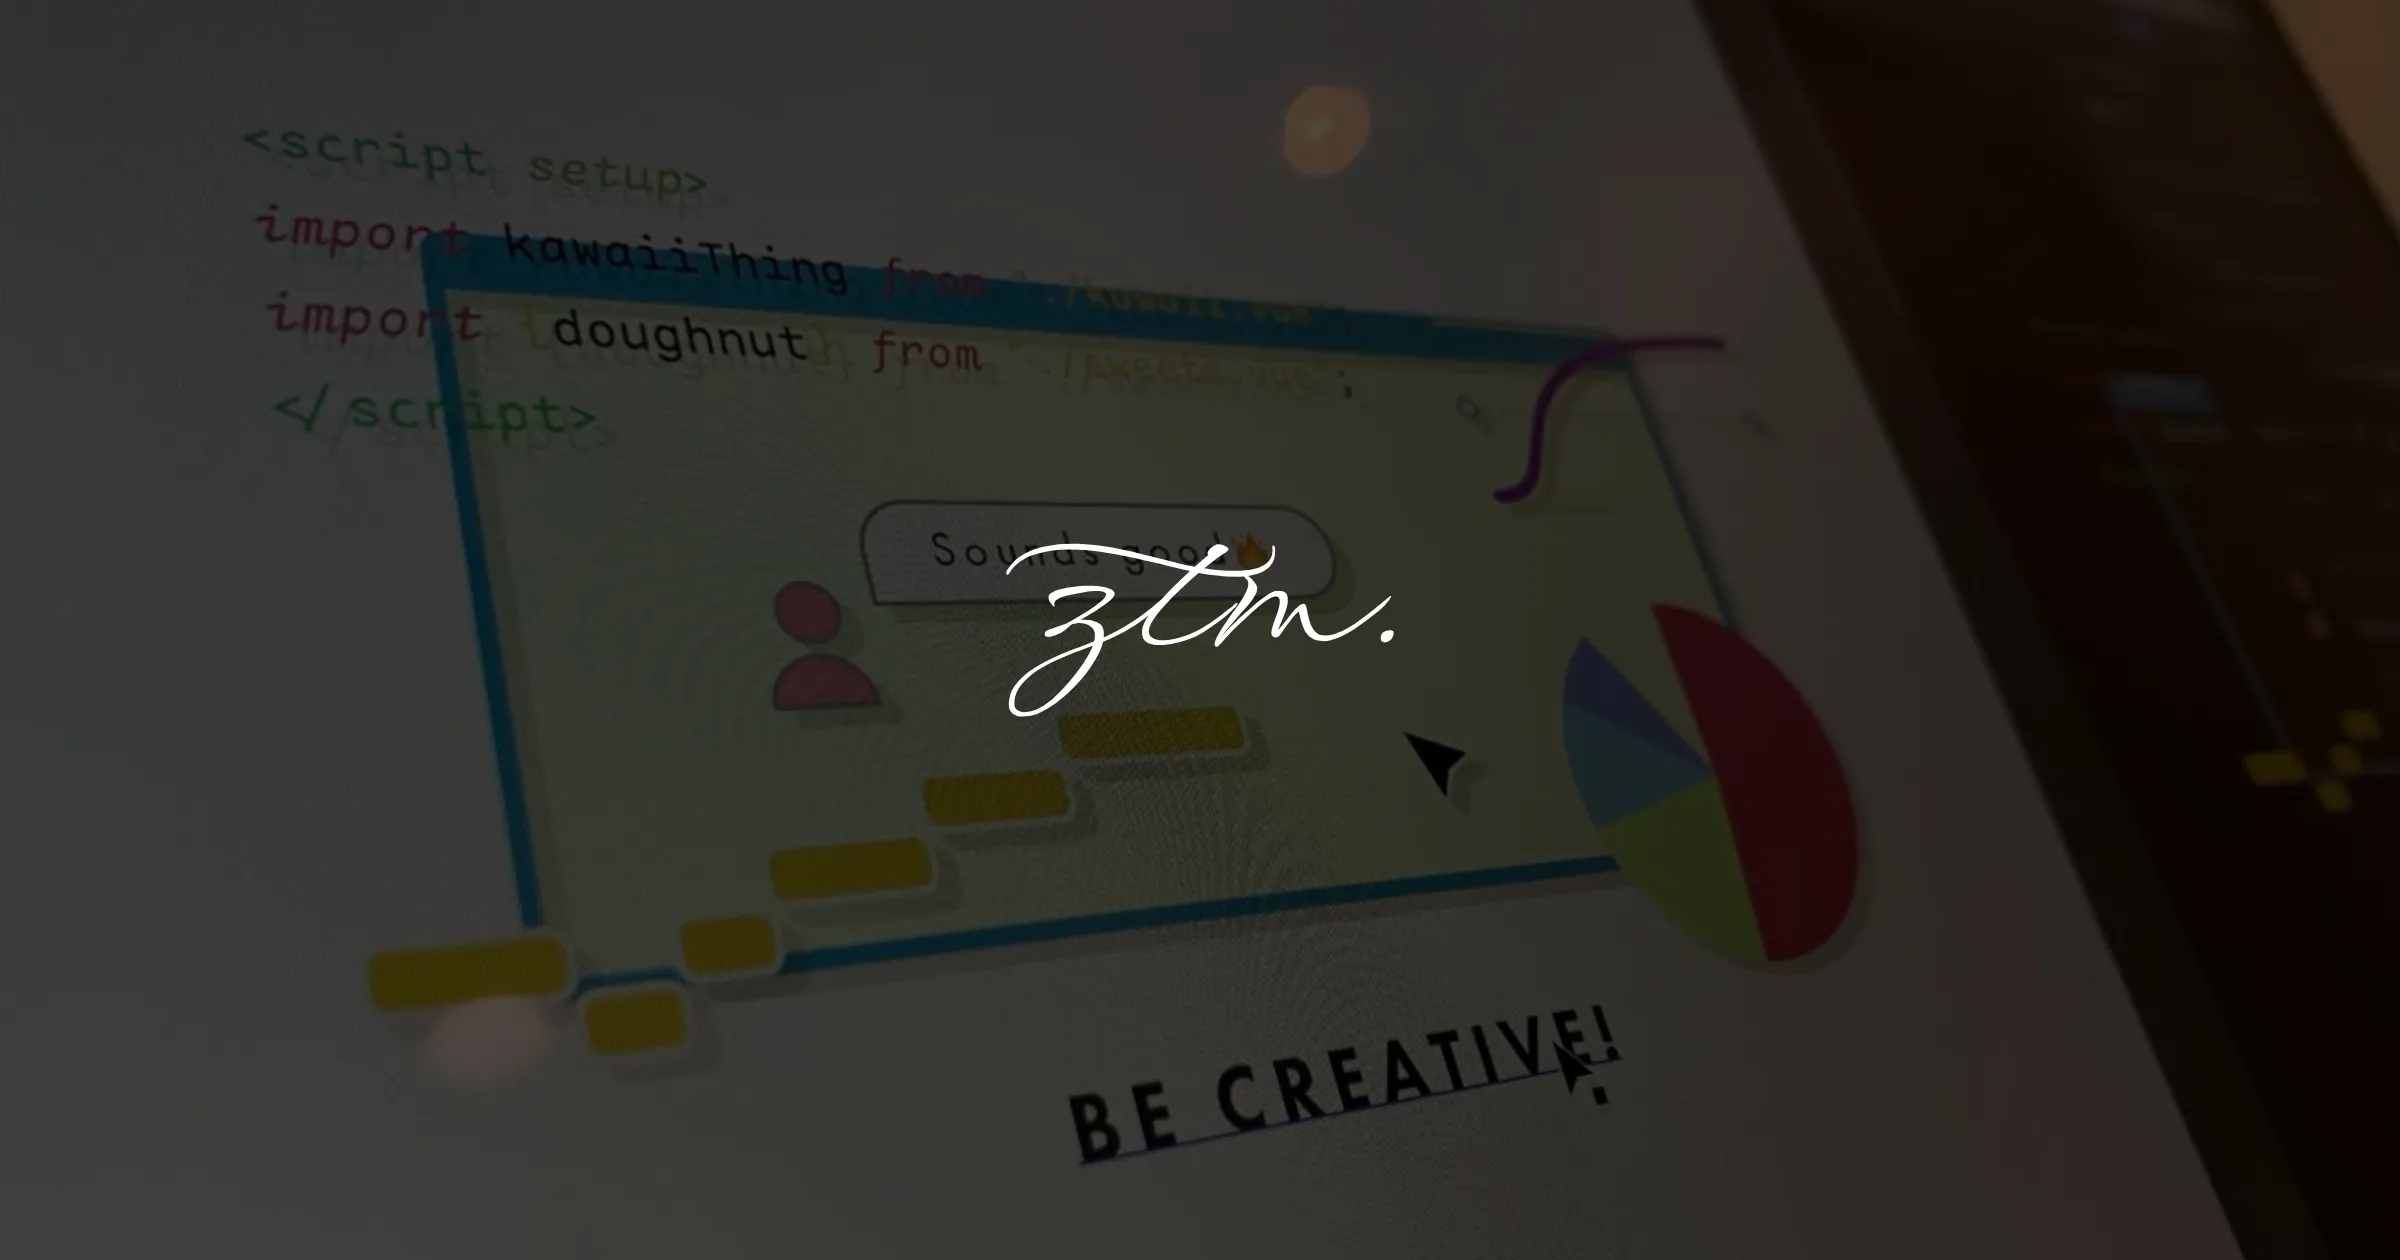 <script setup>
import kawaiiThing from "./kawaii.vue"
import {doughnut} from "./sweets.vue";
</script>
Sounds good🔥
ztm.
BE CREATIVE!